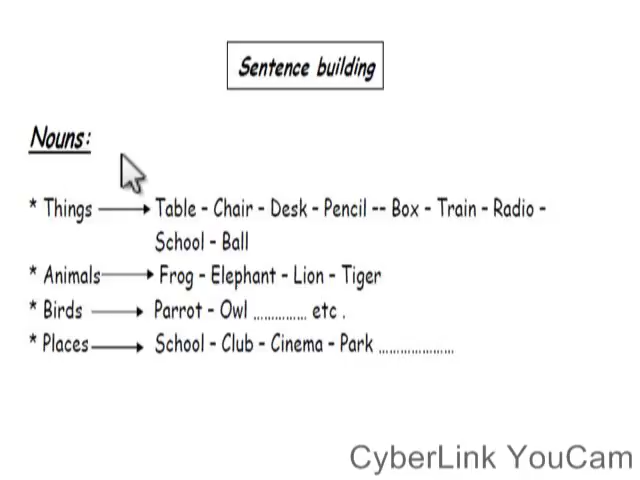 Sentence building
Nouns:
* Things → Table - Chair - Desk - Pencil -- Box - Train - Radio -
School - Ball
* Animals → Frog - Elephant - Lion - Tiger
* Birds → Parrot - Owl ............... etc .
* Places → School - Club - Cinema - Park .....................
CyberLink YouCam